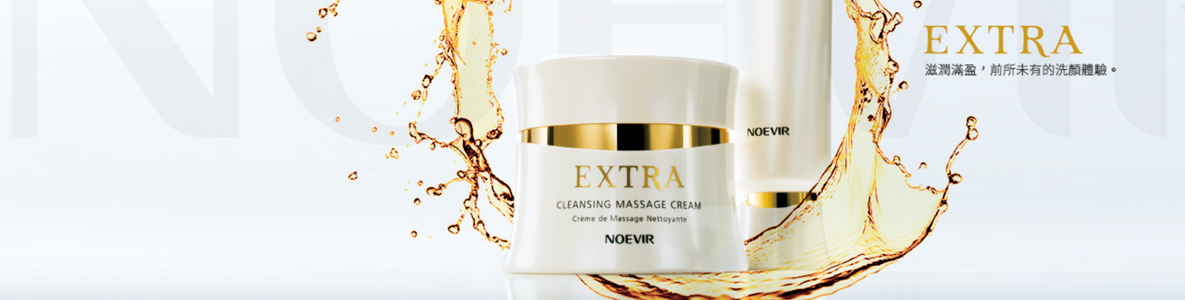 NOEVIR
EXTRA
滋潤滿盈，前所未有的洗顏體驗。
NOEVIR
EXTRA
CLEANSING MASSAGE CREAM
Crème de Massage Nettoyante
NOEVIR